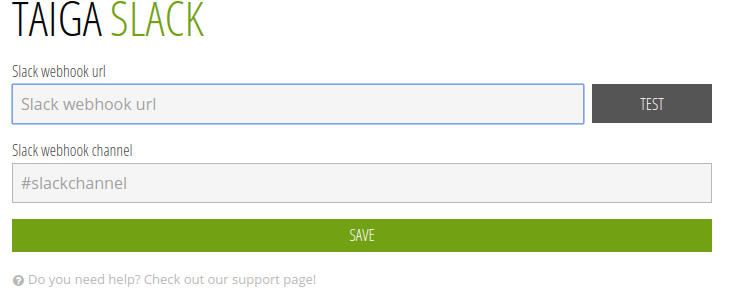 TAIGA SLACK
Slack webhook url
Slack webhook url
TEST
Slack webhook channel
#slackchannel
SAVE
Do you need help? Check out our support page!